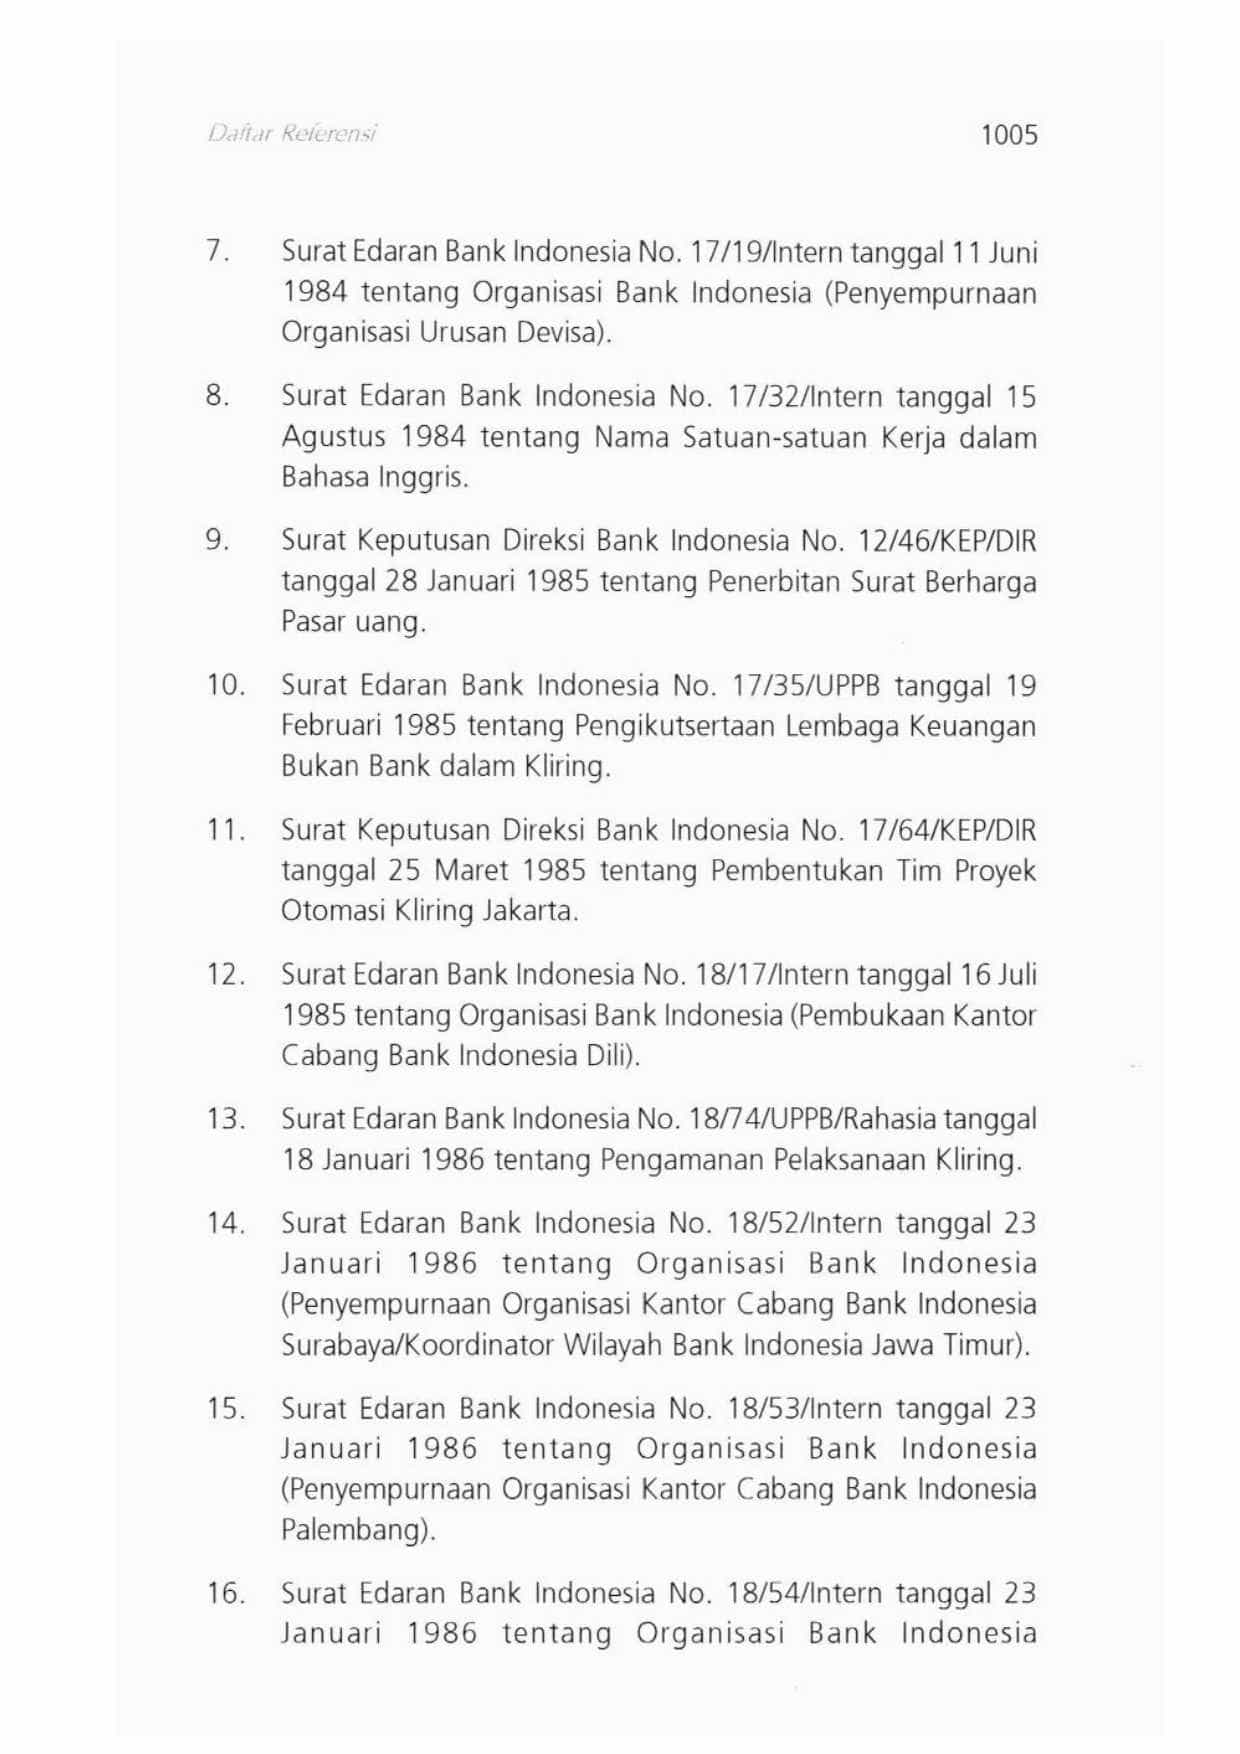 Daftar Referensi 1005
7. Surat Edaran Bank Indonesia No. 17/19/Intern tanggal 11 Juni
1984 tentang Organisasi Bank Indonesia (Penyempurnaan
Organisasi Urusan Devisa).
8. Surat Edaran Bank Indonesia No. 17/32/Intern tanggal 15
Agustus 1984 tentang Nama Satuan-satuan Kerja dalam
Bahasa Inggris.
9. Surat Keputusan Direksi Bank Indonesia No. 12/46/KEP/DIR
tanggal 28 Januari 1985 tentang Penerbitan Surat Berharga
Pasar uang.
10. Surat Edaran Bank Indonesia No. 17/35/UPPB tanggal 19
Februari 1985 tentang Pengikutsertaan Lembaga Keuangan
Bukan Bank dalam Kliring.
11. Surat Keputusan Direksi Bank Indonesia No. 17/64/KEP/DIR
tanggal 25 Maret 1985 tentang Pembentukan Tim Proyek
Otomasi Kliring Jakarta.
12. Surat Edaran Bank Indonesia No. 18/17/Intern tanggal 16 Juli
1985 tentang Organisasi Bank Indonesia (Pembukaan Kantor
Cabang Bank Indonesia Dili).
13. Surat Edaran Bank Indonesia No. 18/74/UPPB/Rahasia tanggal
18 Januari 1986 tentang Pengamanan Pelaksanaan Kliring.
14. Surat Edaran Bank Indonesia No. 18/52/Intern tanggal 23
Januari 1986 tentang Organisasi Bank Indonesia
(Penyempurnaan Organisasi Kantor Cabang Bank Indonesia
Surabaya/Koordinator Wilayah Bank Indonesia Jawa Timur).
15. Surat Edaran Bank Indonesia No. 18/53/Intern tanggal 23
Januari 1986 tentang Organisasi Bank Indonesia
(Penyempurnaan Organisasi Kantor Cabang Bank Indonesia
Palembang).
16. Surat Edaran Bank Indonesia No. 18/54/Intern tanggal 23
Januari 1986 tentang Organisasi Bank Indonesia